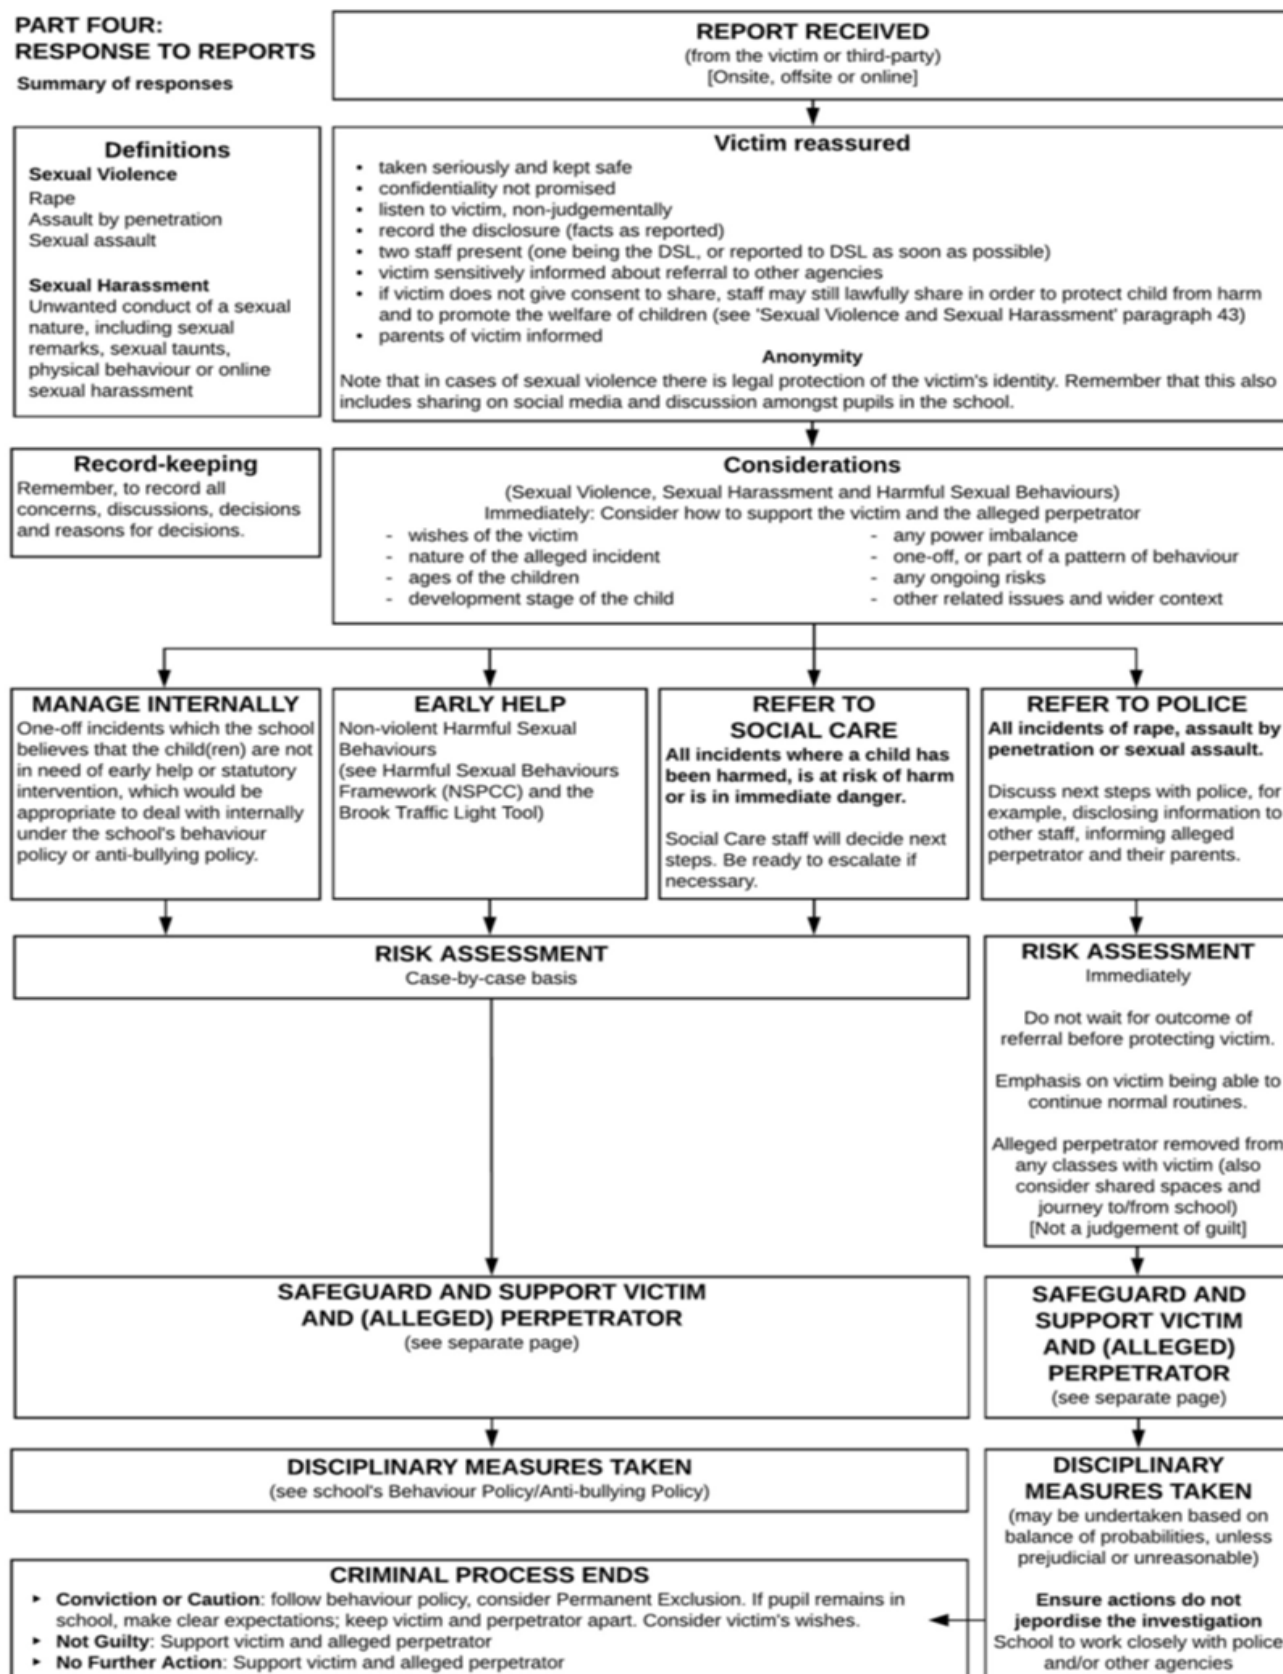 PART FOUR:
RESPONSE TO REPORTS
Summary of responses
REPORT RECEIVED
(from the victim or third-party)
[Onsite, offsite or online]
Definitions
Sexual Violence
Rape
Assault by penetration
Sexual assault
Sexual Harassment
Unwanted conduct of a sexual
nature, including sexual
remarks, sexual taunts,
physical behaviour or online
sexual harassment
Victim reassured
• taken seriously and kept safe
• confidentiality not promised
• listen to victim, non-judgementally
• record the disclosure (facts as reported)
• two staff present (one being the DSL, or reported to DSL as soon as possible)
• victim sensitively informed about referral to other agencies
• if victim does not give consent to share, staff may still lawfully share in order to protect child from harm
and to promote the welfare of children (see 'Sexual Violence and Sexual Harassment' paragraph 43)
• parents of victim informed
Anonymity
Note that in cases of sexual violence there is legal protection of the victim's identity. Remember that this also
includes sharing on social media and discussion amongst pupils in the school.
Record-keeping
Remember, to record all
concerns, discussions, decisions
and reasons for decisions.
Considerations
(Sexual Violence, Sexual Harassment and Harmful Sexual Behaviours)
Immediately: Consider how to support the victim and the alleged perpetrator
- wishes of the victim
- nature of the alleged incident
- ages of the children
- development stage of the child
- any power imbalance
- one-off, or part of a pattern of behaviour
- any ongoing risks
- other related issues and wider context
MANAGE INTERNALLY
One-off incidents which the school
believes that the child(ren) are not
in need of early help or statutory
intervention, which would be
appropriate to deal with internally
under the school's behaviour
policy or anti-bullying policy.
EARLY HELP
Non-violent Harmful Sexual
Behaviours
(see Harmful Sexual Behaviours
Framework (NSPCC) and the
Brook Traffic Light Tool)
REFER TO
SOCIAL CARE
All incidents where a child has
been harmed, is at risk of harm
or is in immediate danger.
Social Care staff will decide next
steps. Be ready to escalate if
necessary.
REFER TO POLICE
All incidents of rape, assault by
penetration or sexual assault.
Discuss next steps with police, for
example, disclosing information to
other staff, informing alleged
perpetrator and their parents.
RISK ASSESSMENT
Case-by-case basis
RISK ASSESSMENT
Immediately
Do not wait for outcome of
referral before protecting victim.
Emphasis on victim being able to
continue normal routines.
Alleged perpetrator removed from
any classes with victim (also
consider shared spaces and
journey to/from school)
[Not a judgement of guilt]
SAFEGUARD AND SUPPORT VICTIM
AND (ALLEGED) PERPETRATOR
(see separate page)
SAFEGUARD AND
SUPPORT VICTIM
AND (ALLEGED)
PERPETRATOR
(see separate page)
DISCIPLINARY MEASURES TAKEN
(see school's Behaviour Policy/Anti-bullying Policy)
DISCIPLINARY
MEASURES TAKEN
(may be undertaken based on
balance of probabilities, unless
prejudicial or unreasonable)
Ensure actions do not
jepordise the investigation
School to work closely with police
and/or other agencies
CRIMINAL PROCESS ENDS
▸ Conviction or Caution: follow behaviour policy, consider Permanent Exclusion. If pupil remains in
school, make clear expectations; keep victim and perpetrator apart. Consider victim's wishes.
▸ Not Guilty: Support victim and alleged perpetrator
▸ No Further Action: Support victim and alleged perpetrator